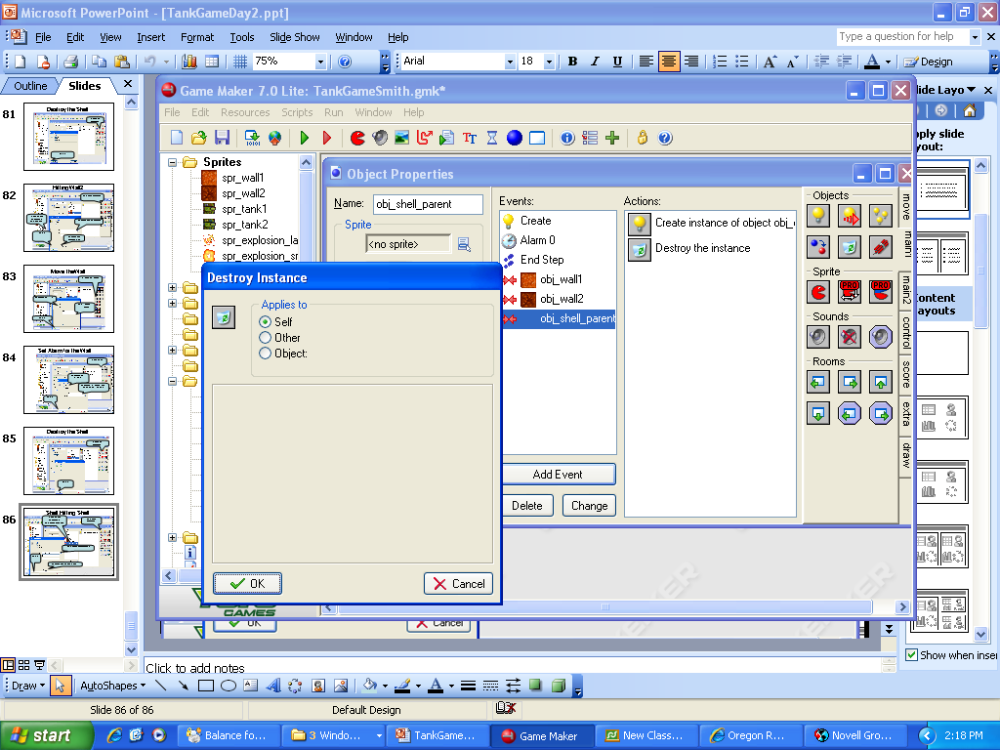 Microsoft PowerPoint - [TankGameDay2.ppt]
File Edit View Insert Format Tools Slide Show Window Help
Type a question for help
75%
Arial
18
B I U
Design
Outline
Slides
81
Destroy the Shell
82
Hitting Wall2
83
Move the Wall
84
Set Alarm for the Wall
85
Destroy the Shell
86
Shell Hitting Shell
Game Maker 7.0 Lite: TankGameSmith.gmk*
File Edit Resources Scripts Run Window Help
Sprites
spr_wall1
spr_wall2
spr_tank1
spr_tank2
spr_explosion_la
spr_explosion_sr
Object Properties
Name:
obj_shell_parent
Sprite
<no sprite>
Events:
Create
Alarm 0
End Step
obj_wall1
obj_wall2
obj_shell_parent
Add Event
Delete
Change
Actions:
Create instance of object obj_
Destroy the instance
Objects
Sprite
Sounds
Rooms
move
main1
main2
control
score
extra
draw
Destroy Instance
Applies to
Self
Other
Object:
OK
Cancel
GAMES
OK
Cancel
lide Layo
pply slide
yout:
ontent
ayouts
Show when inser
Click to add notes
Draw
AutoShapes
Slide 86 of 86
Default Design
start
Balance fo...
3 Windo...
TankGame...
Game Maker
New Class...
Oregon R...
Novell Gro...
2:18 PM